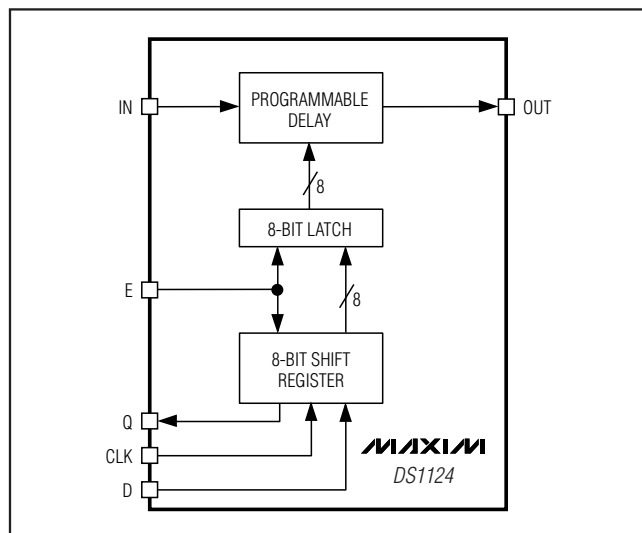 IN
PROGRAMMABLE
DELAY
OUT
8
8-BIT LATCH
E
8
8-BIT SHIFT
REGISTER
Q
CLK
D
MAXIM
DS1124